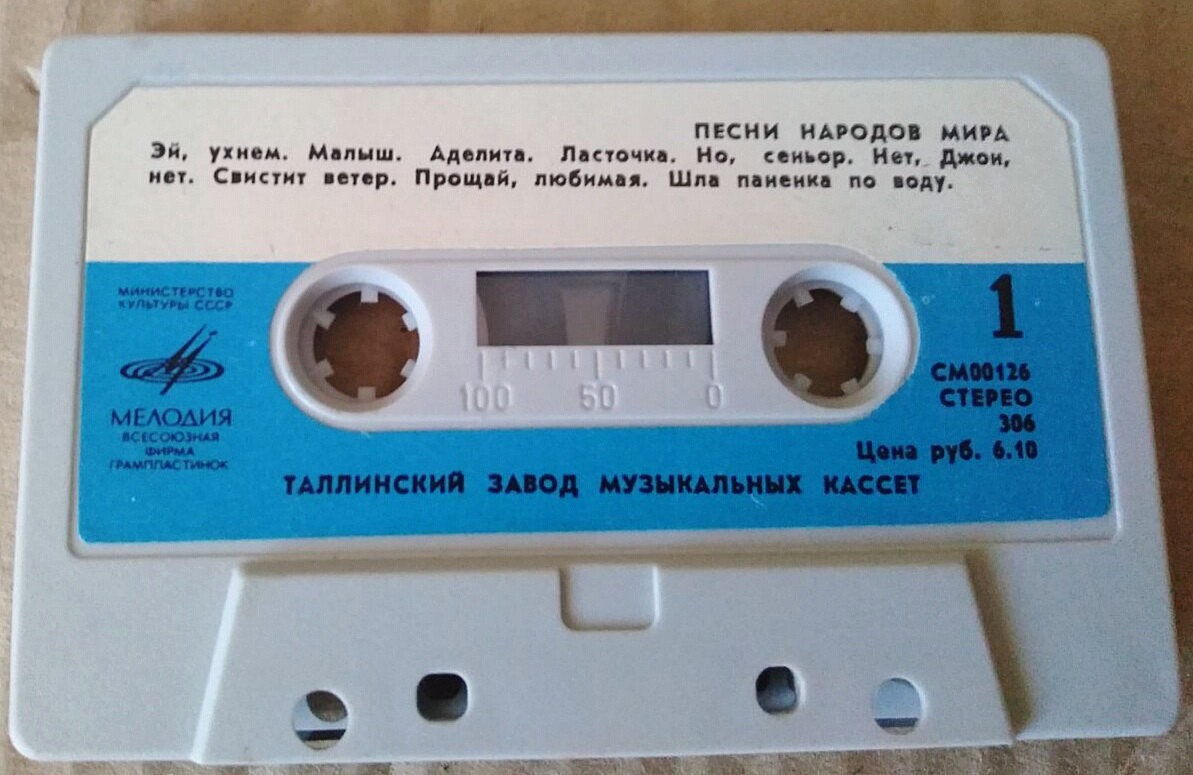 ПЕСНИ НАРОДОВ МИРА
Эй, ухнем. Малыш. Аделита. Ласточка. Но, сеньор. Нет, Джон,
нет. Свистит ветер. Прощай, любимая. Шла паненка по воду.
МИНИСТЕРСТВО
КУЛЬТУРЫ СССР
МЕЛОДИЯ
ВСЕСОЮЗНАЯ
ФИРМА
ГРАМПЛАСТИНОК
100 50 0
1
СМ00126
СТЕРЕО
306
Цена руб. 6.10
ТАЛЛИНСКИЙ ЗАВОД МУЗЫКАЛЬНЫХ КАССЕТ